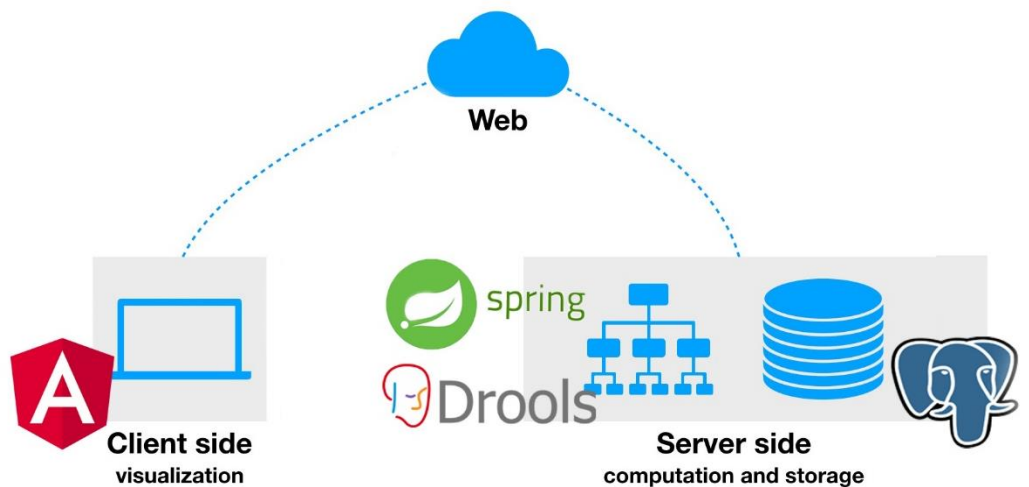 Web
spring
Drools
A
Client side
visualization
Server side
computation and storage